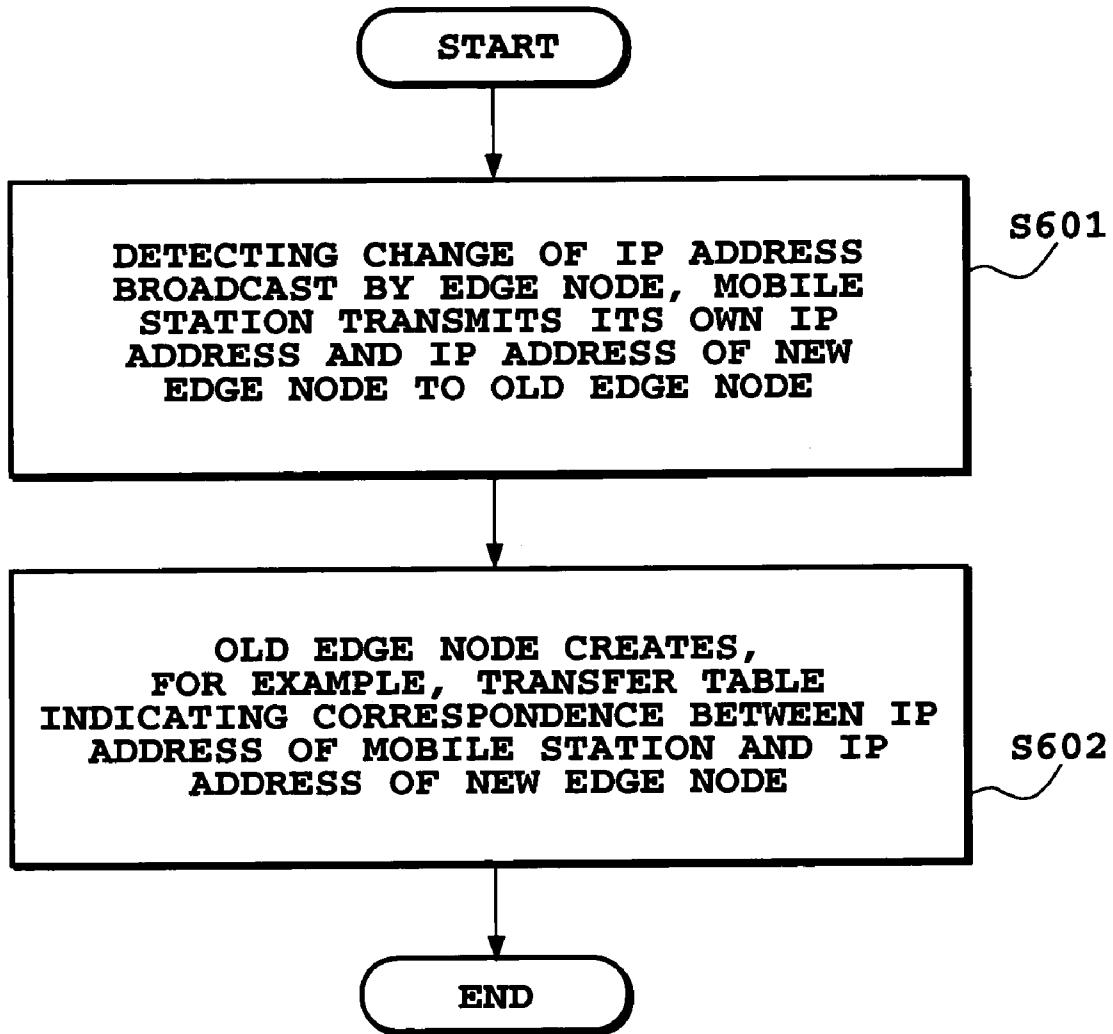 START
DETECTING CHANGE OF IP ADDRESS
BROADCAST BY EDGE NODE, MOBILE
STATION TRANSMITS ITS OWN IP
ADDRESS AND IP ADDRESS OF NEW
EDGE NODE TO OLD EDGE NODE
S601
OLD EDGE NODE CREATES,
FOR EXAMPLE, TRANSFER TABLE
INDICATING CORRESPONDENCE BETWEEN IP
ADDRESS OF MOBILE STATION AND IP
ADDRESS OF NEW EDGE NODE
S602
END